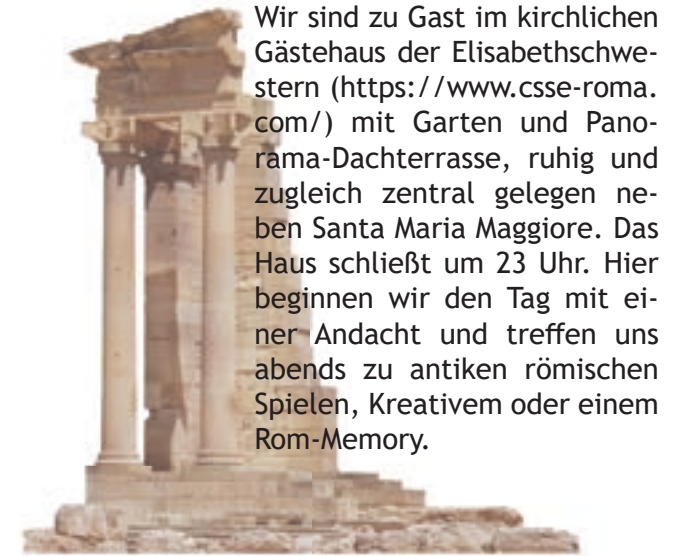 Wir sind zu Gast im kirchlichen
Gästehaus der Elisabethschwe-
stern (https://www.csse-roma.
com/) mit Garten und Pano-
rama-Dachterrasse, ruhig und
zugleich zentral gelegen ne-
ben Santa Maria Maggiore. Das
Haus schließt um 23 Uhr. Hier
beginnen wir den Tag mit ei-
ner Andacht und treffen uns
abends zu antiken römischen
Spielen, Kreativem oder einem
Rom-Memory.